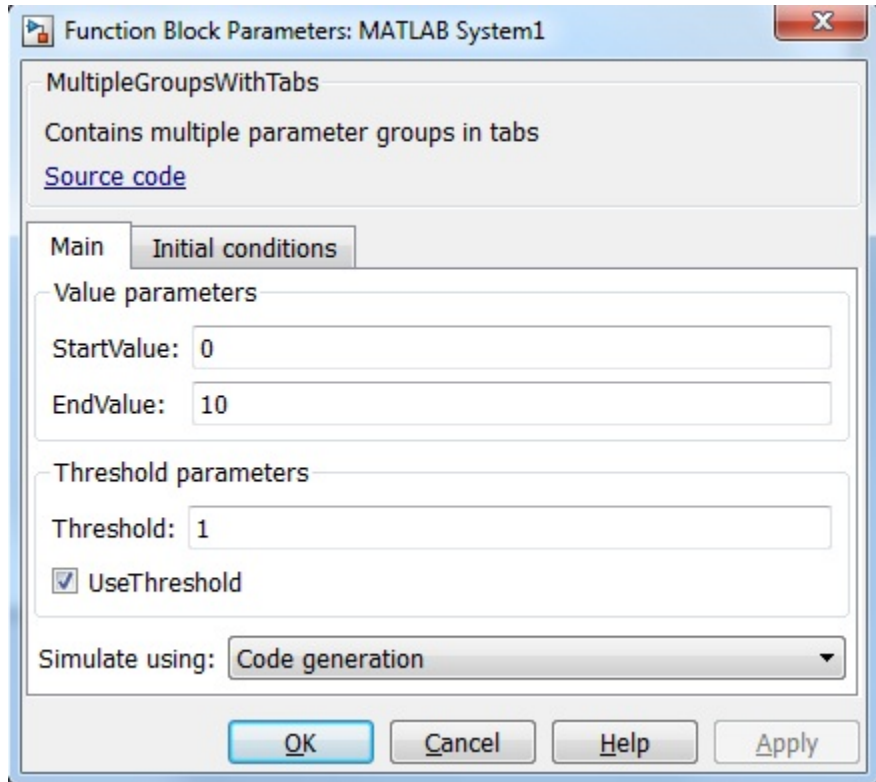 Function Block Parameters: MATLAB System1
MultipleGroupsWithTabs
Contains multiple parameter groups in tabs
Source code
Main Initial conditions
Value parameters
StartValue: 0
EndValue: 10
Threshold parameters
Threshold: 1
UseThreshold
Simulate using: Code generation
OK Cancel Help Apply